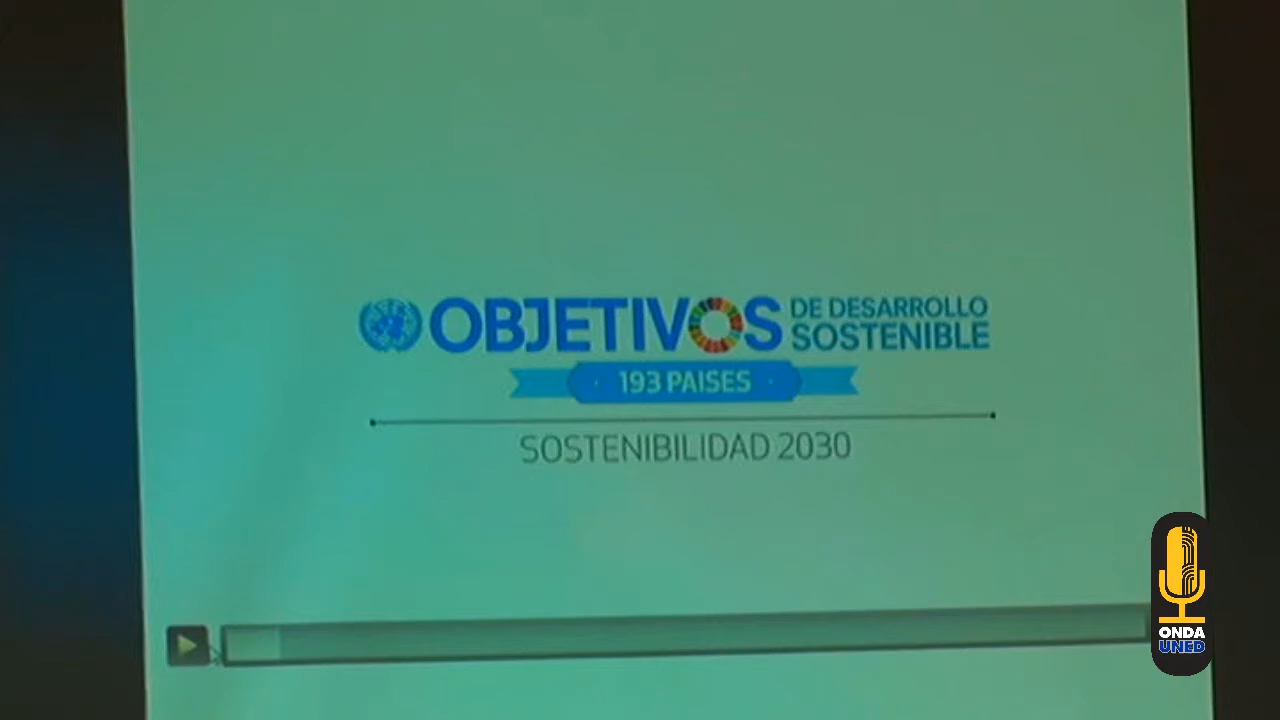 OBJETIVOS DE DESARROLLO SOSTENIBLE
193 PAISES
SOSTENIBILIDAD 2030
ONDA
UNED